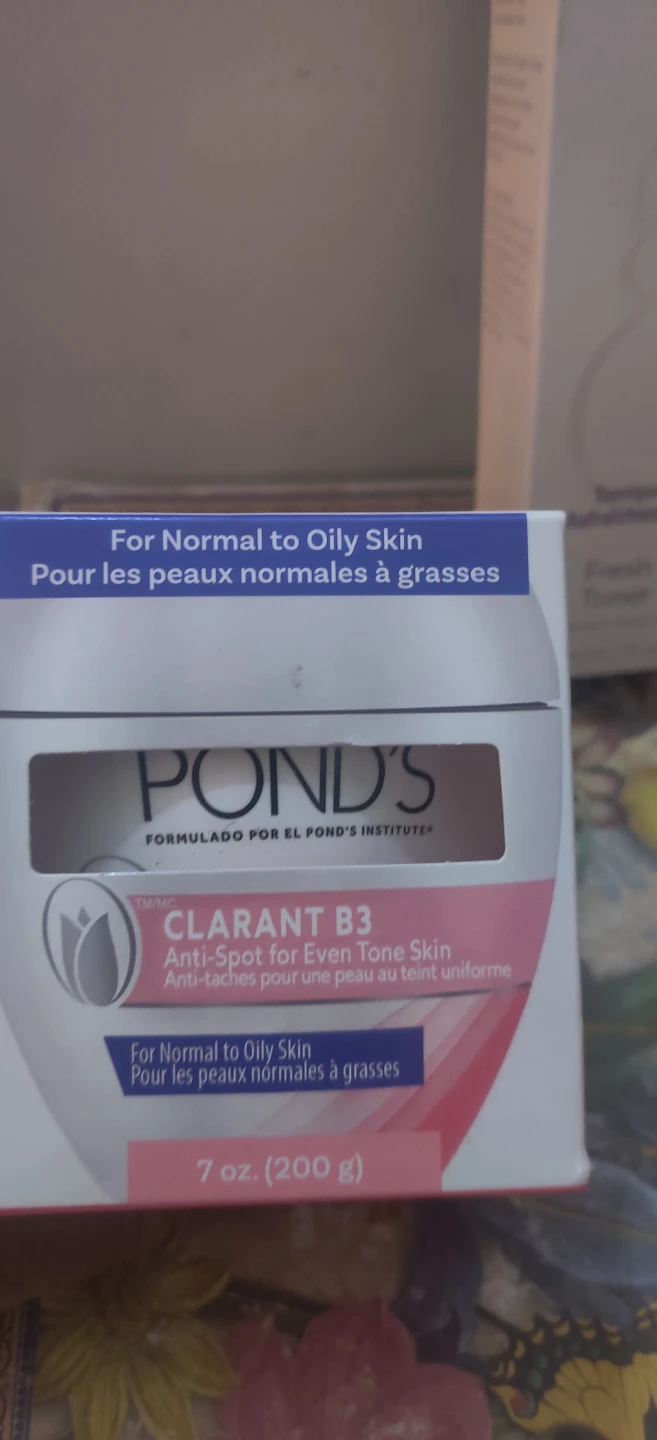 For Normal to Oily Skin
Pour les peaux normales à grasses
POND'S
FORMULADO POR EL POND'S INSTITUTE®
TM/MC
CLARANT B3
Anti-Spot for Even Tone Skin
Anti-taches pour une peau au teint uniforme
For Normal to Oily Skin
Pour les peaux normales à grasses
7 oz. (200 g)
Fresh
Toner